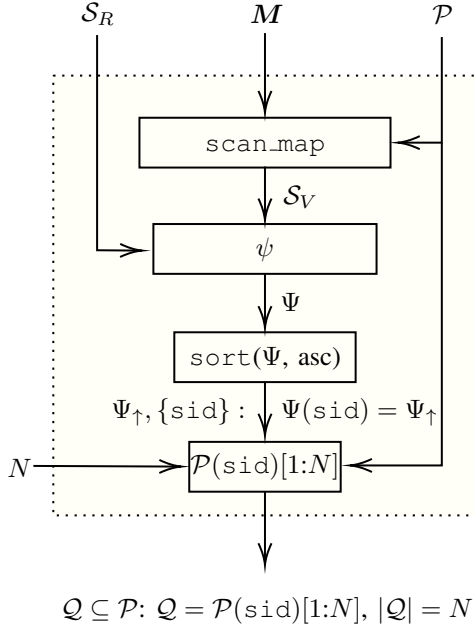 𝒮_R M 𝒫
scan_map
𝒮_V
ψ
Ψ
sort(Ψ, asc)
Ψ↑, {sid} : Ψ(sid) = Ψ↑
N 𝒫(sid)[1:N]
𝒬 ⊆ 𝒫: 𝒬 = 𝒫(sid)[1:N], |𝒬| = N